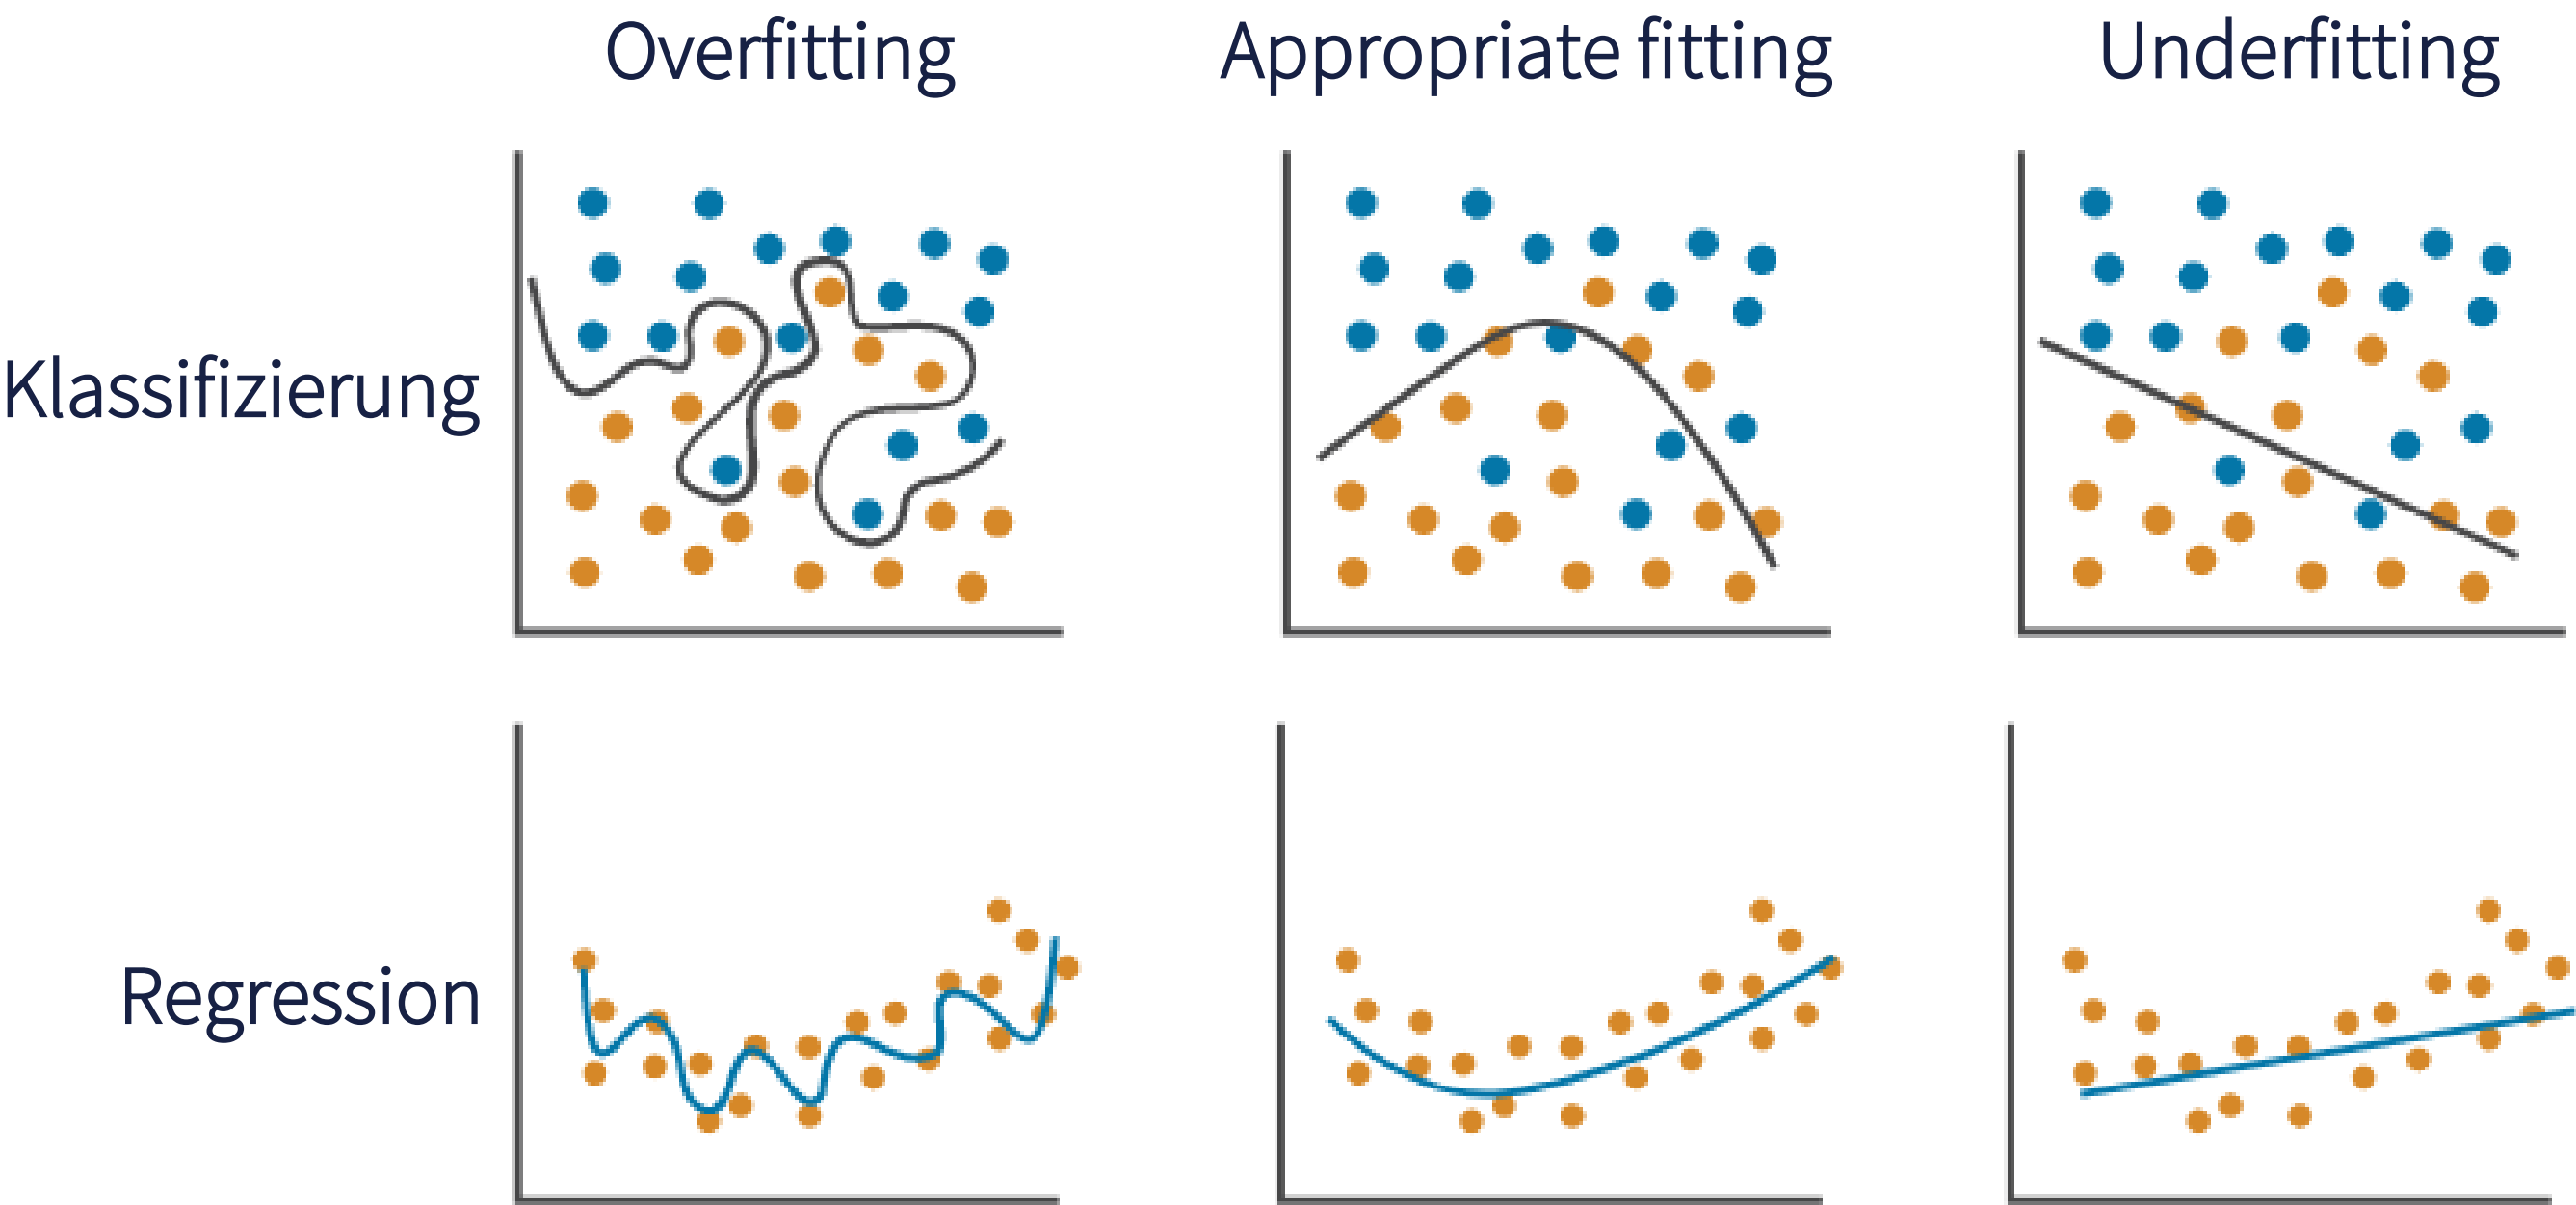 Overfitting
Appropriate fitting
Underfitting
Klassifizierung
Regression